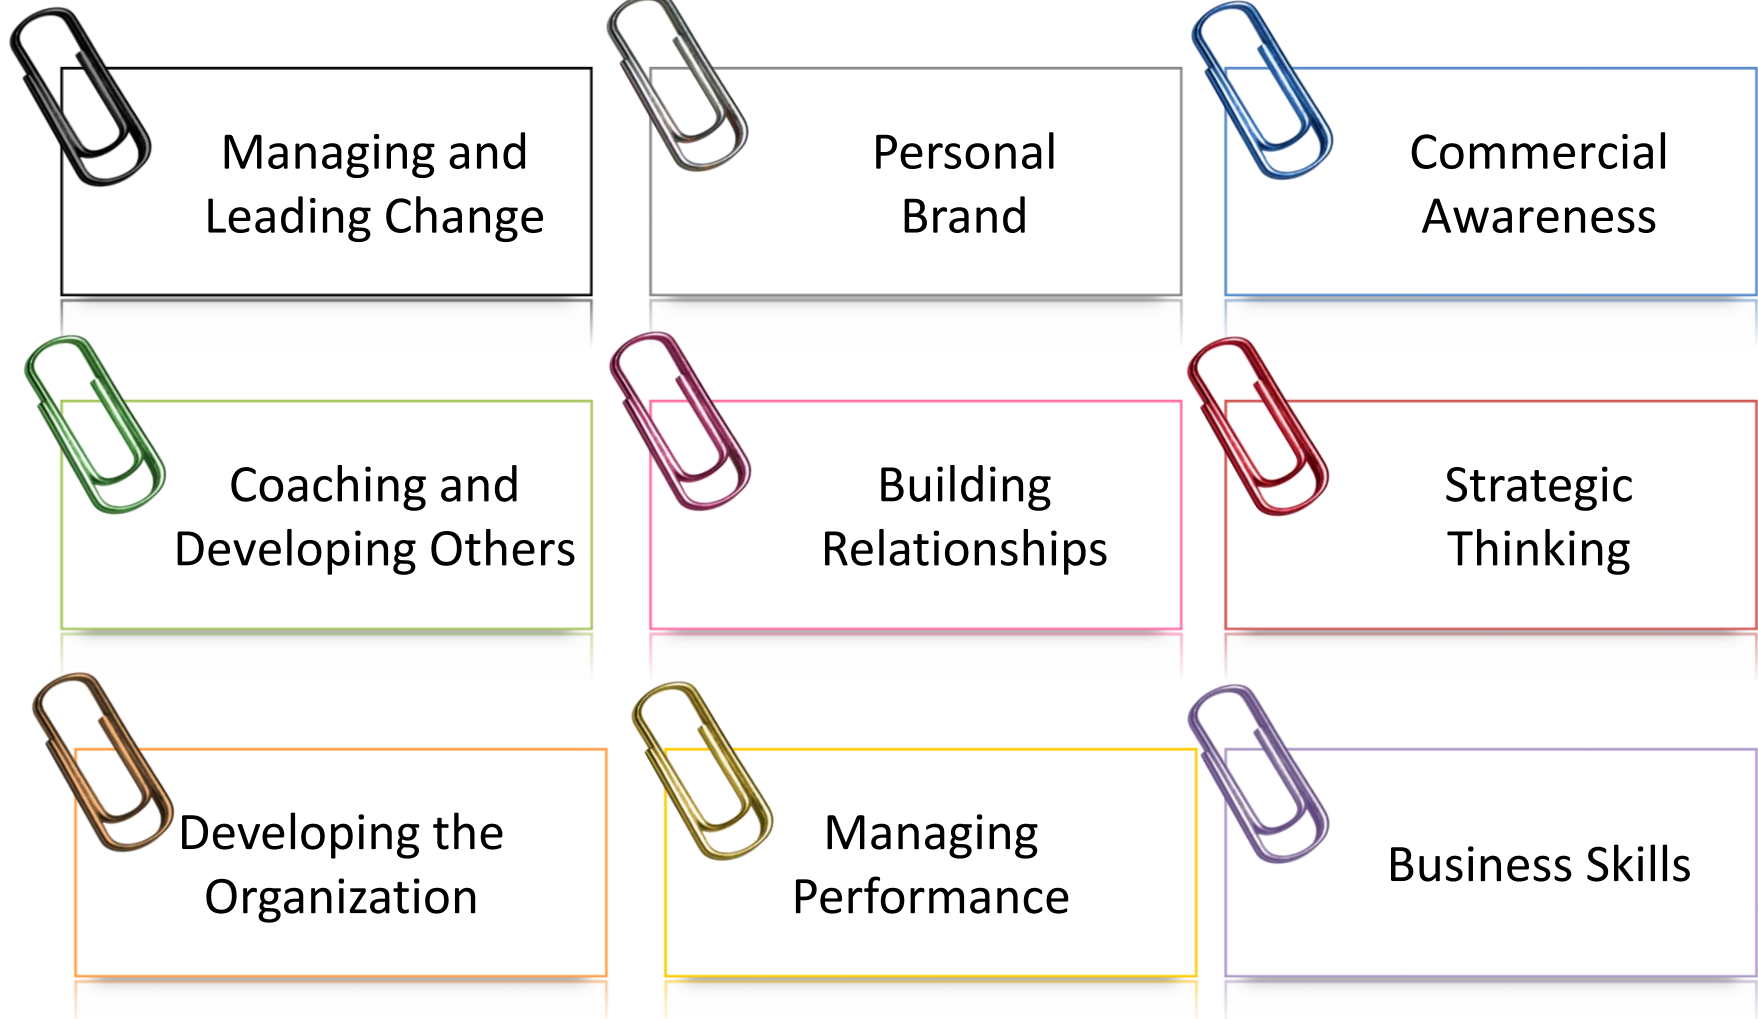 Managing and
Leading Change
Personal
Brand
Commercial
Awareness
Coaching and
Developing Others
Building
Relationships
Strategic
Thinking
Developing the
Organization
Managing
Performance
Business Skills